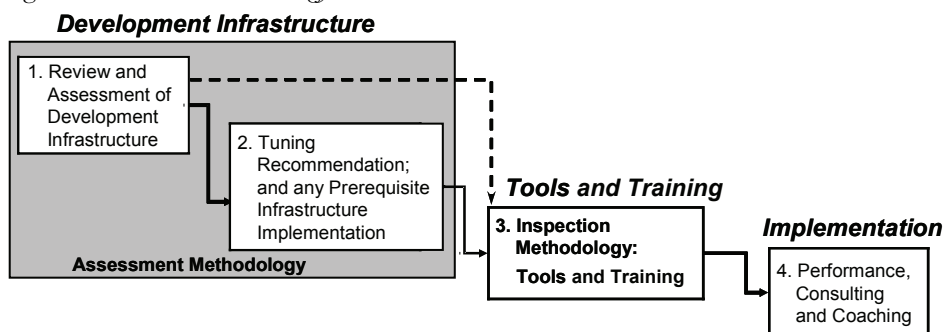 Development Infrastructure
1. Review and
Assessment of
Development
Infrastructure
2. Tuning
Recommendation;
and any Prerequisite
Infrastructure
Implementation
Assessment Methodology
Tools and Training
3. Inspection
Methodology:
Tools and Training
Implementation
4. Performance,
Consulting
and Coaching